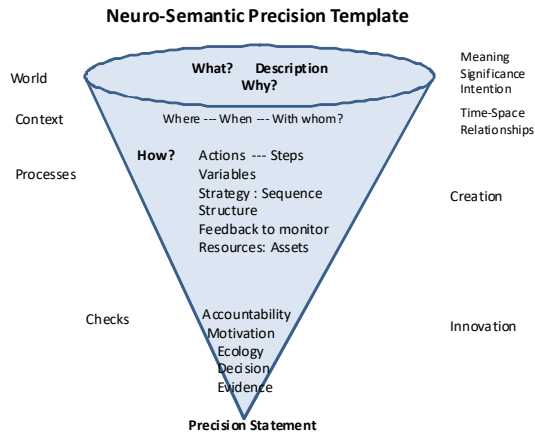 Neuro-Semantic Precision Template
World
What? Description
Why?
Meaning
Significance
Intention
Context
Where --- When --- With whom?
Time-Space
Relationships
Processes
How? Actions --- Steps
Variables
Strategy : Sequence
Structure
Feedback to monitor
Resources: Assets
Creation
Checks
Accountability
Motivation
Ecology
Decision
Evidence
Innovation
Precision Statement